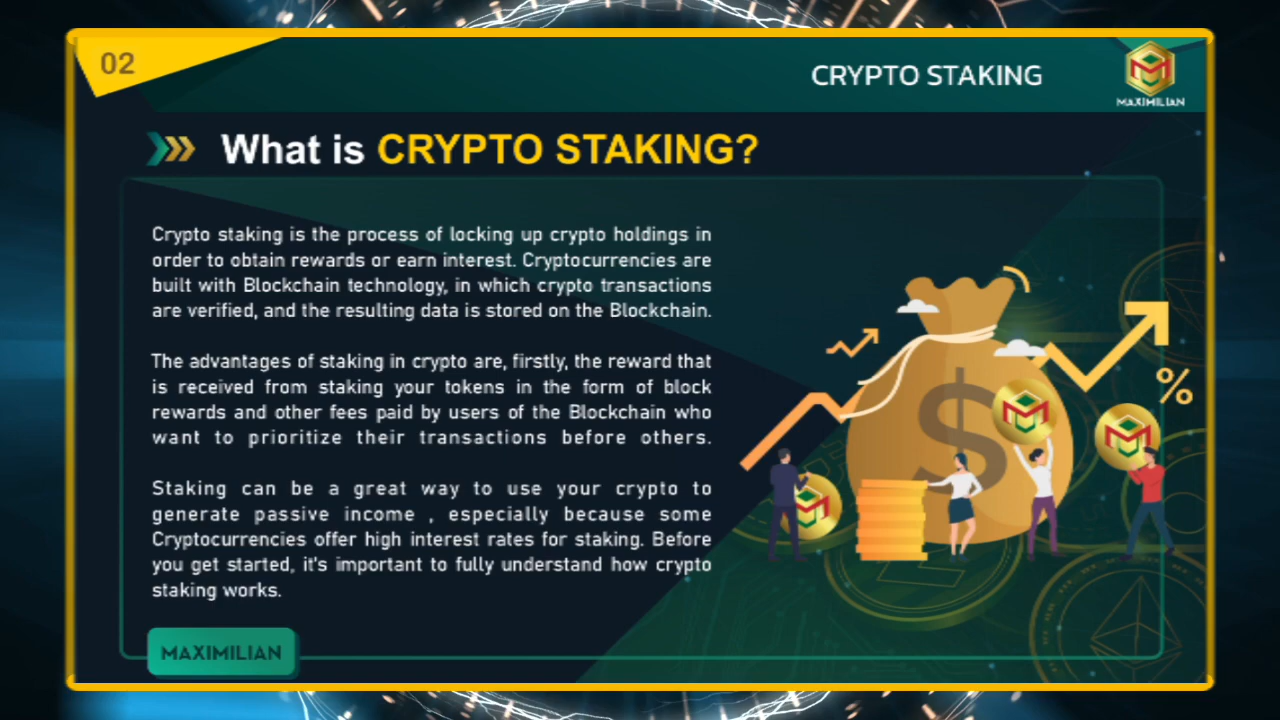 02
CRYPTO STAKING
MAXIMILIAN
What is CRYPTO STAKING?
Crypto staking is the process of locking up crypto holdings in
order to obtain rewards or earn interest. Cryptocurrencies are
built with Blockchain technology, in which crypto transactions
are verified, and the resulting data is stored on the Blockchain.
The advantages of staking in crypto are, firstly, the reward that
is received from staking your tokens in the form of block
rewards and other fees paid by users of the Blockchain who
want to prioritize their transactions before others.
Staking can be a great way to use your crypto to
generate passive income , especially because some
Cryptocurrencies offer high interest rates for staking. Before
you get started, it's important to fully understand how crypto
staking works.
$
%
MAXIMILIAN